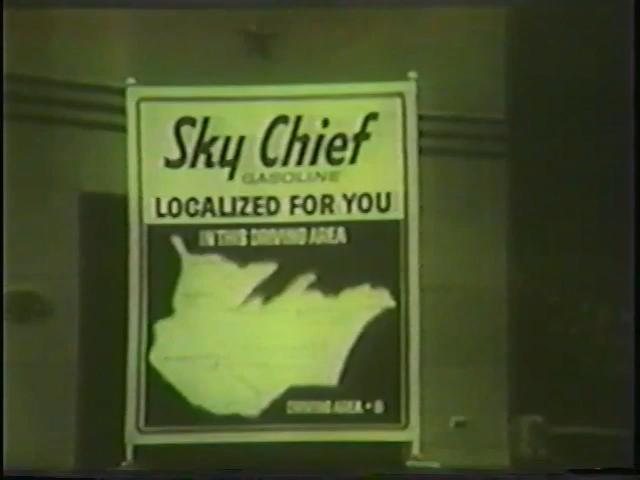 Sky Chief
GASOLINE
LOCALIZED FOR YOU
IN THIS DRIVING AREA
DRIVING AREA •